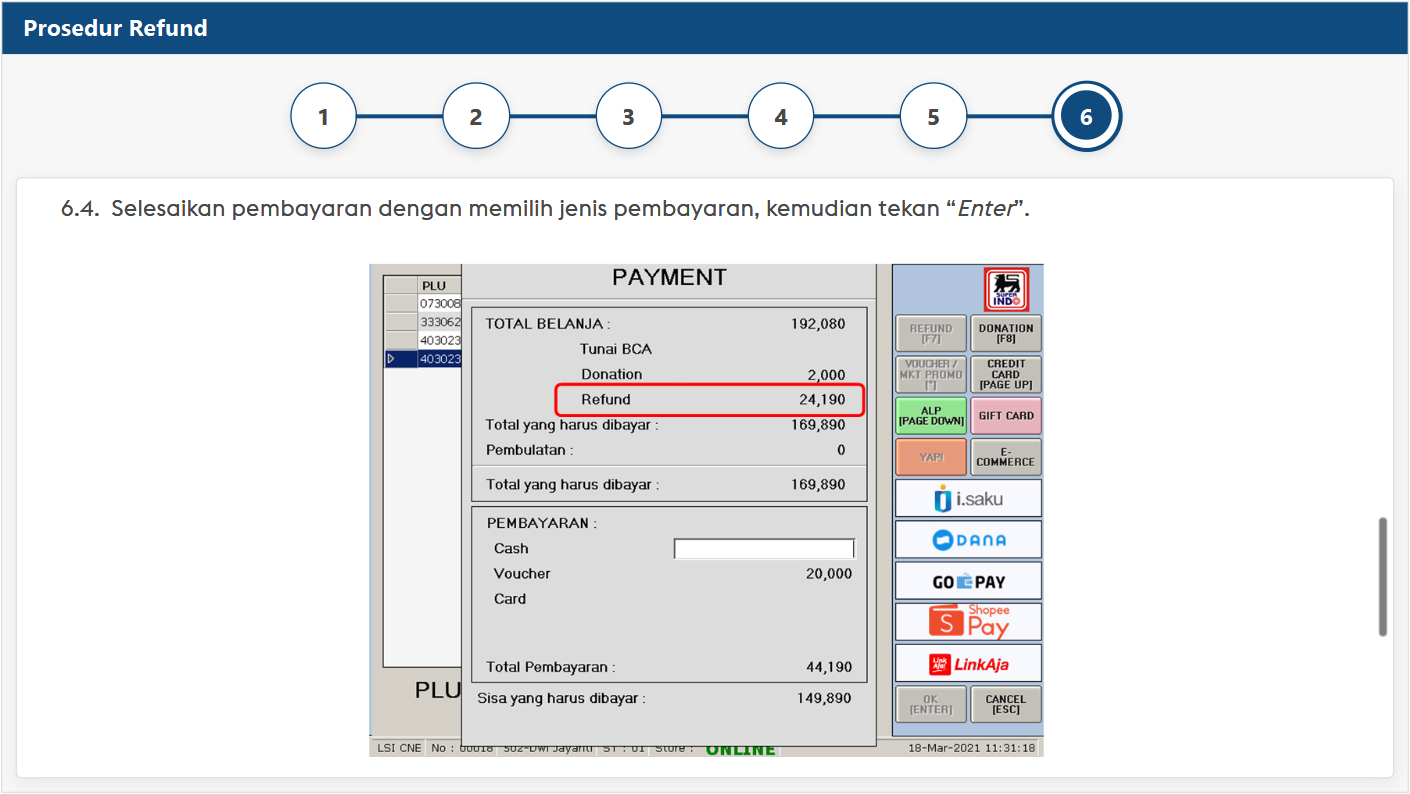 Prosedur Refund
1 2 3 4 5 6
6.4. Selesaikan pembayaran dengan memilih jenis pembayaran, kemudian tekan “Enter”.
PLU
073008
333062
403023
403023
PLU
PAYMENT
TOTAL BELANJA : 192,080
Tunai BCA
Donation 2,000
Refund 24,190
Total yang harus dibayar : 169,890
Pembulatan : 0
Total yang harus dibayar : 169,890
PEMBAYARAN :
Cash
Voucher 20,000
Card
Total Pembayaran : 44,190
Sisa yang harus dibayar : 149,890
SUPER
INDO
REFUND
[F7]
DONATION
[F8]
VOUCHER /
MKT PROMO
[*]
CREDIT
CARD
[PAGE UP]
ALP
[PAGE DOWN]
GIFT CARD
YAP!
E-
COMMERCE
i.saku
DANA
GO PAY
S Shopee
Pay
Link
Aja!
LinkAja
OK
[ENTER]
CANCEL
[ESC]
LSI CNE No : 00018 S02-Dwi Jayanti ST : 01 Store : ONLINE 18-Mar-2021 11:31:18